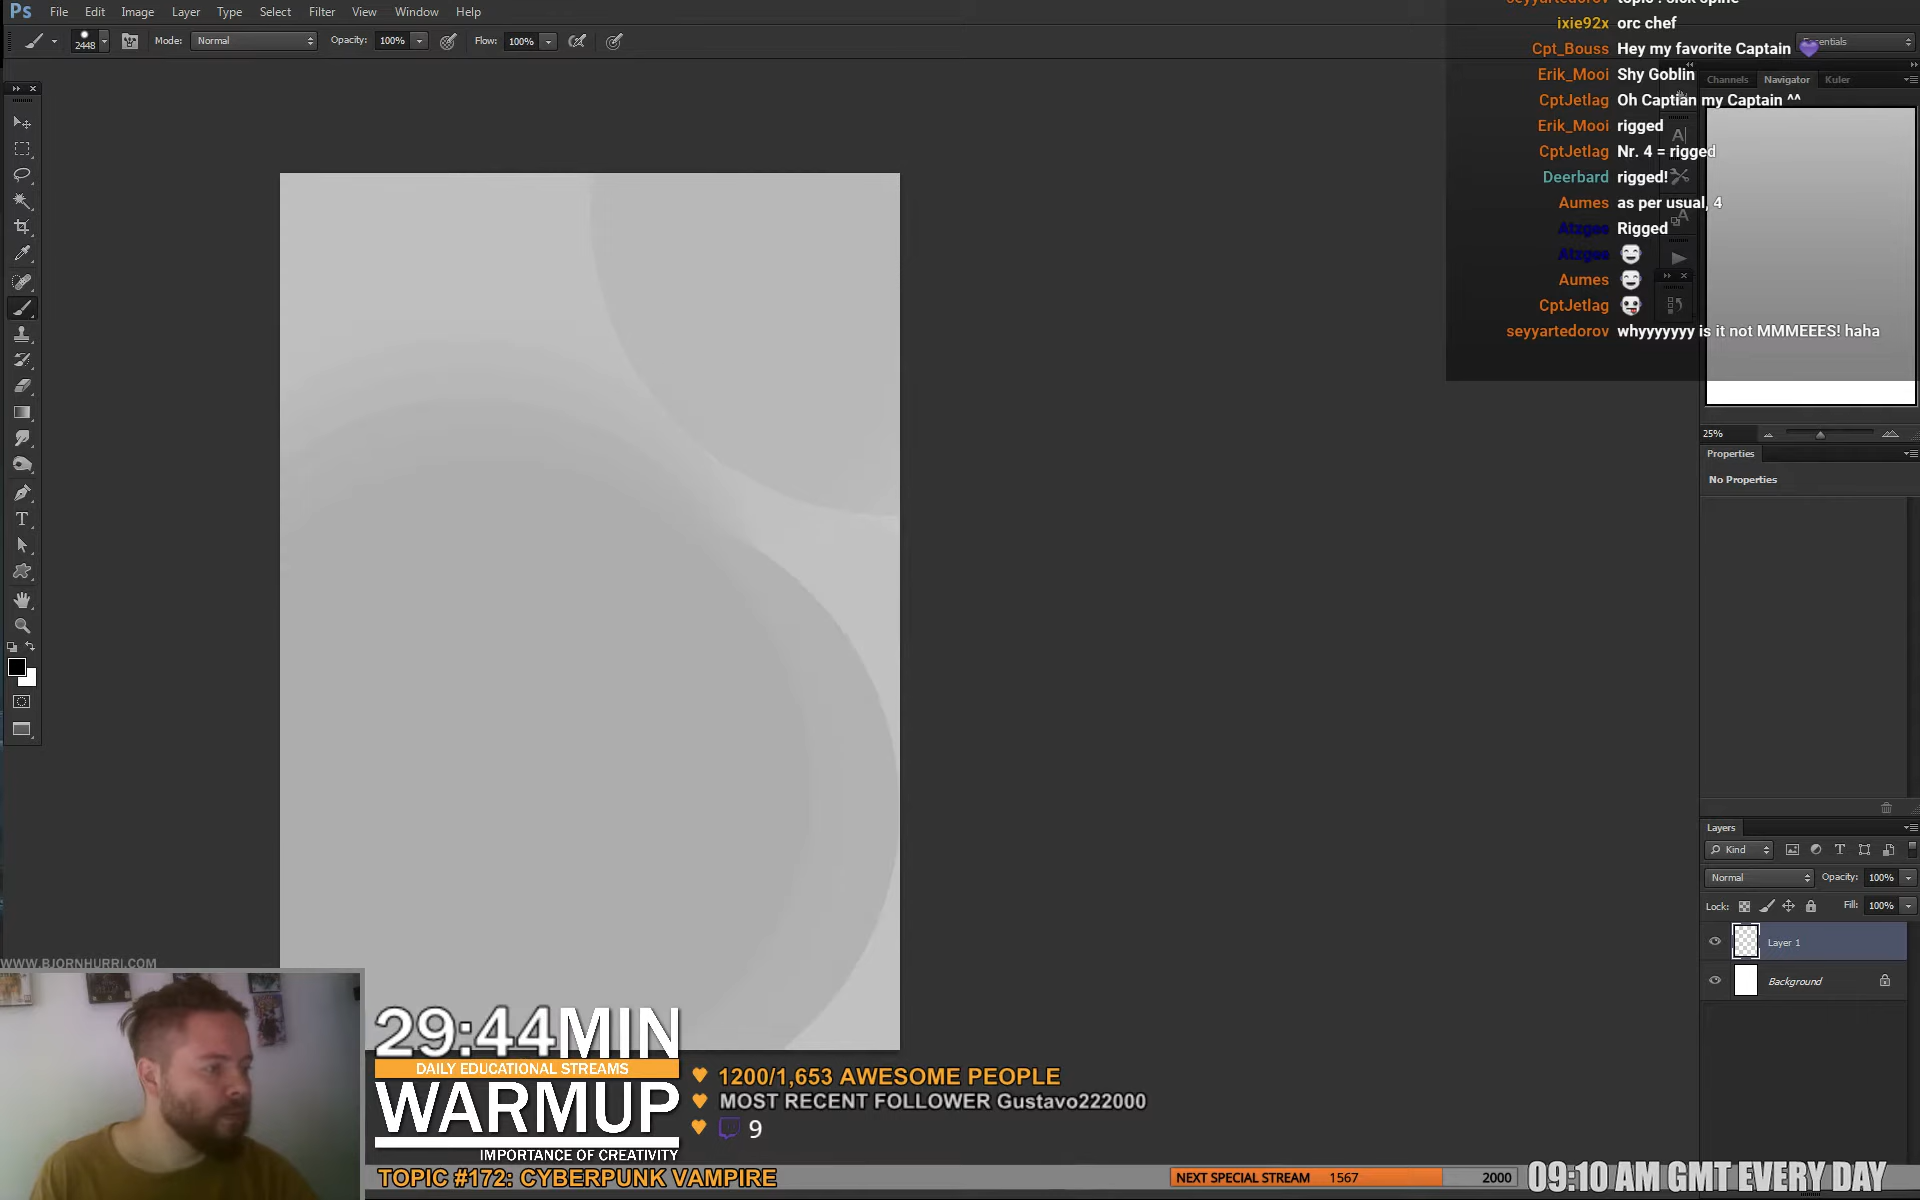 Ps File Edit Image Layer Type Select Filter View Window Help
2448 Mode: Normal Opacity: 100% Flow: 100%
orc chef
ixie92x orc chef
Cpt_Bouss Hey my favorite Captain
Erik_Mooi Shy Goblin
CptJetlag Oh Captian my Captain ^^
Erik_Mooi rigged
CptJetlag Nr. 4 = rigged
Deerbard rigged!
Aumes as per usual, 4
Atzgee Rigged
Atzgee
Aumes
CptJetlag
seyyartedorov whyyyyyyy is it not MMMEEES! haha
Channels Navigator Kuler
25%
Properties
No Properties
Layers
Kind
Normal Opacity: 100%
Lock: Fill: 100%
Layer 1
Background
WWW.BJORNHURRI.COM
29:44MIN
DAILY EDUCATIONAL STREAMS
WARMUP
IMPORTANCE OF CREATIVITY
TOPIC #172: CYBERPUNK VAMPIRE
1200/1,653 AWESOME PEOPLE
MOST RECENT FOLLOWER Gustavo222000
9
NEXT SPECIAL STREAM 1567 2000
09:10 AM GMT EVERY DAY